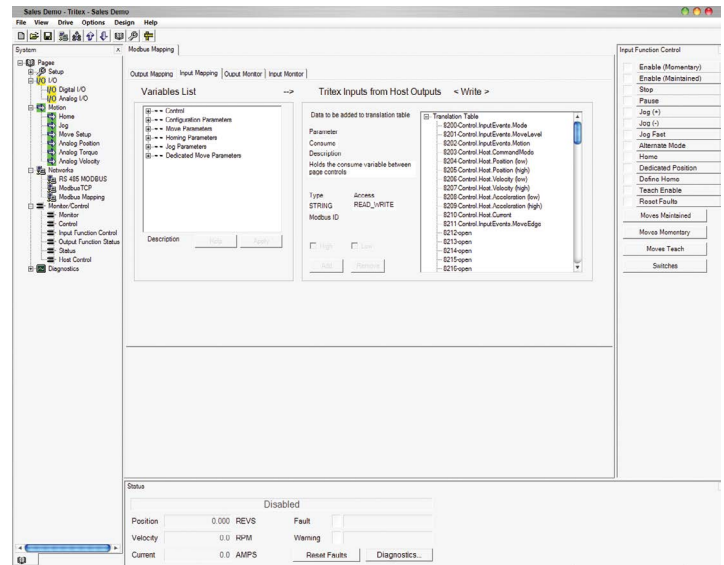 Sales Demo - Tritex - Sales Demo
File View Drive Options Design Help
System
Pages
Setup
I/O I/O
I/O Digital I/O
I/O Analog I/O
Motion
Home
Jog
Move Setup
Analog Position
Analog Torque
Analog Velocity
Networks
RS 485 MODBUS
ModbusTCP
Modbus Mapping
Monitor/Control
Monitor
Control
Input Function Control
Output Function Status
Status
Host Control
Diagnostics
Modbus Mapping
Output Mapping Input Mapping Ouput Monitor Input Monitor
Variables List --> Tritex Inputs from Host Outputs < Write >
Control
Configuration Parameters
Move Parameters
Homing Parameters
Jog Parameters
Dedicated Move Parameters
Description Help Apply
Data to be added to translation table
Parameter
Consume
Description
Holds the consume variable between
page controls
Type Access
STRING READ_WRITE
Modbus ID
High Low
Add Remove
Translation Table
8200-Control.InputEvents.Mode
8201-Control.InputEvents.MoveLevel
8202-Control.InputEvents.Motion
8203-Control.Host.CommandMode
8204-Control.Host.Position (low)
8205-Control.Host.Position (high)
8206-Control.Host.Velocity (low)
8207-Control.Host.Velocity (high)
8208-Control.Host.Acceleration (low)
8209-Control.Host.Acceleration (high)
8210-Control.Host.Current
8211-Control.InputEvents.MoveEdge
8212-open
8213-open
8214-open
8215-open
8216-open
Input Function Control
Enable (Momentary)
Enable (Maintained)
Stop
Pause
Jog (+)
Jog (-)
Jog Fast
Alternate Mode
Home
Dedicated Position
Define Home
Teach Enable
Reset Faults
Moves Maintained
Moves Momentary
Moves Teach
Switches
Status
Disabled
Position 0.000 REVS Fault
Velocity 0.0 RPM Warning
Current 0.0 AMPS Reset Faults Diagnostics...